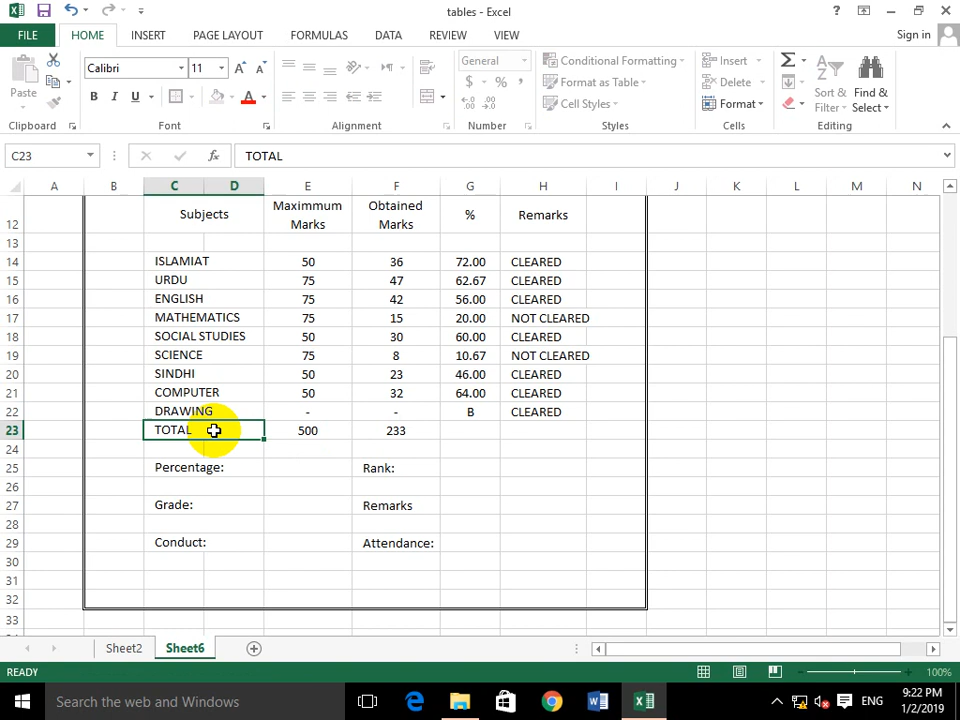 tables - Excel
Sign in
FILE HOME INSERT PAGE LAYOUT FORMULAS DATA REVIEW VIEW
Paste
Calibri 11
B I U A
General
$ % ,
Conditional Formatting
Format as Table
Cell Styles
Insert
Delete
Format
Sort & Filter
Find & Select
Clipboard Font Alignment Number Styles Cells Editing
C23 fx TOTAL
A B C D E F G H I J K L M N
12 Subjects Maximmum Marks Obtained Marks % Remarks
13
14 ISLAMIAT 50 36 72.00 CLEARED
15 URDU 75 47 62.67 CLEARED
16 ENGLISH 75 42 56.00 CLEARED
17 MATHEMATICS 75 15 20.00 NOT CLEARED
18 SOCIAL STUDIES 50 30 60.00 CLEARED
19 SCIENCE 75 8 10.67 NOT CLEARED
20 SINDHI 50 23 46.00 CLEARED
21 COMPUTER 50 32 64.00 CLEARED
22 DRAWING - - B CLEARED
23 TOTAL 500 233
24
25 Percentage: Rank:
26
27 Grade: Remarks
28
29 Conduct: Attendance:
30
31
32
33
Sheet2 Sheet6
READY 100%
Search the web and Windows
ENG
9:22 PM
1/2/2019